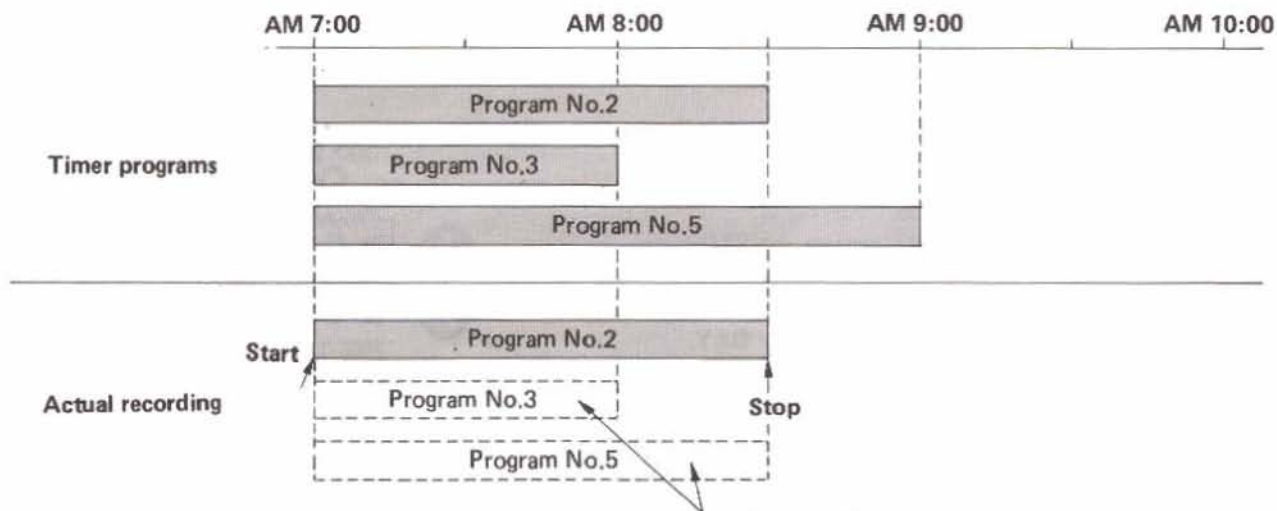 AM 7:00 AM 8:00 AM 9:00 AM 10:00
Program No.2
Timer programs
Program No.3
Program No.5
Program No.2
Start
Actual recording
Program No.3
Stop
Program No.5